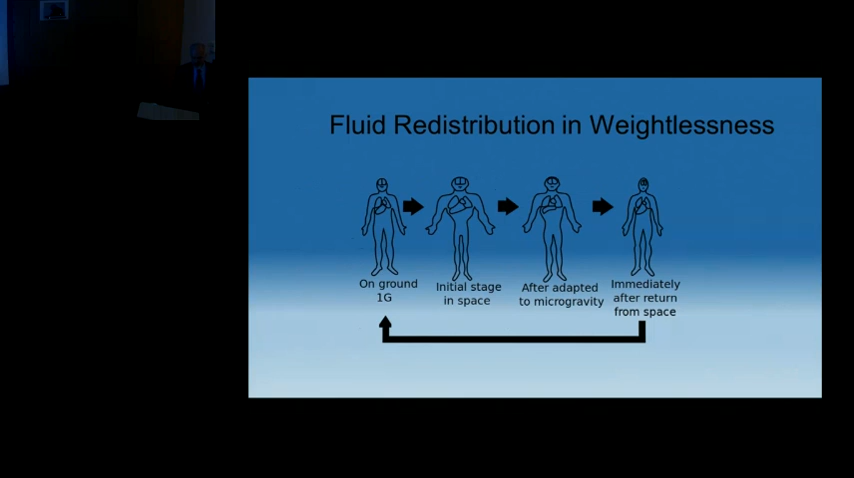 Fluid Redistribution in Weightlessness
On ground
1G
Initial stage
in space
After adapted
to microgravity
Immediately
after return
from space